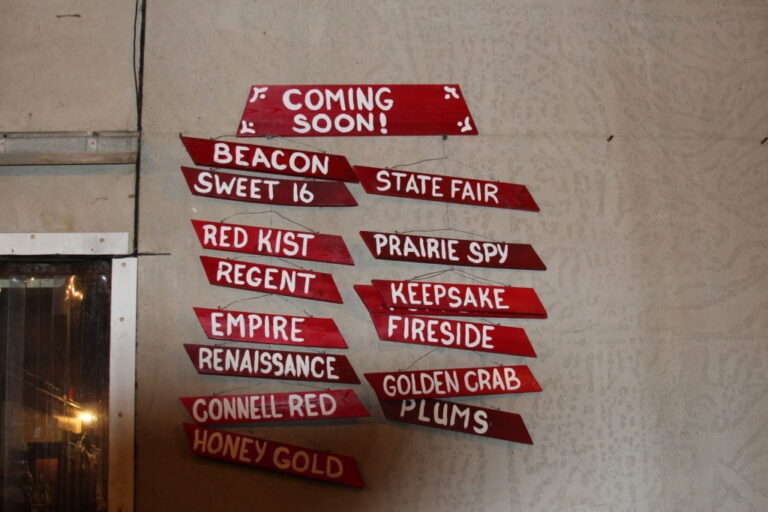 COMING
SOON!
BEACON
SWEET 16
RED KIST
REGENT
EMPIRE
RENAISSANCE
CONNELL RED
HONEY GOLD
STATE FAIR
PRAIRIE SPY
KEEPSAKE
FIRESIDE
GOLDEN CRAB
PLUMS